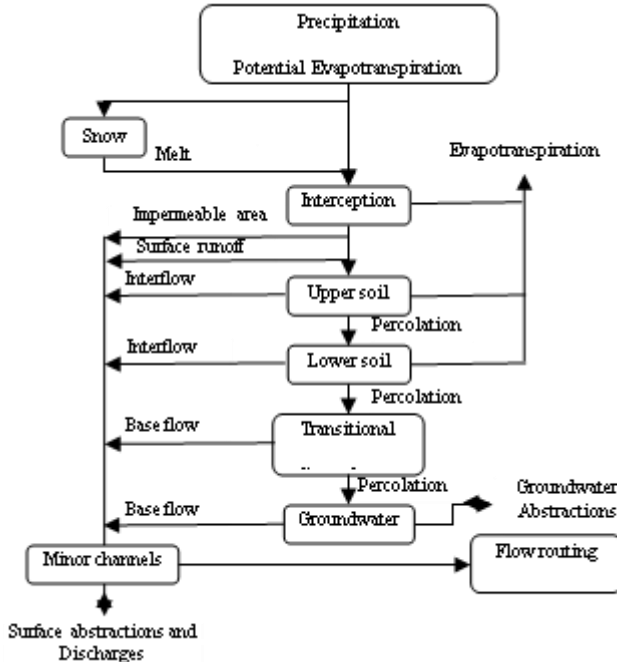 Precipitation
Potential Evapotranspiration
Snow
Melt
Evapotranspiration
Interception
Impermeable area
Surface runoff
Interflow
Upper soil
Percolation
Interflow
Lower soil
Percolation
Base flow
Transitional
Percolation
Base flow
Groundwater
Groundwater
Abstractions
Minor channels
Flow routing
Surface abstractions and
Discharges